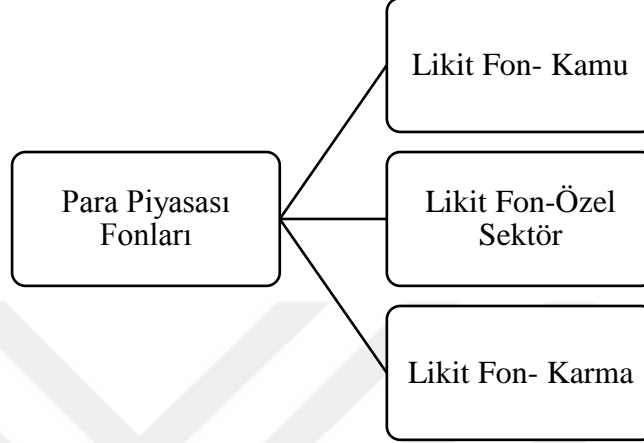 Likit Fon- Kamu
Para Piyasası
Fonları
Likit Fon-Özel
Sektör
Likit Fon- Karma